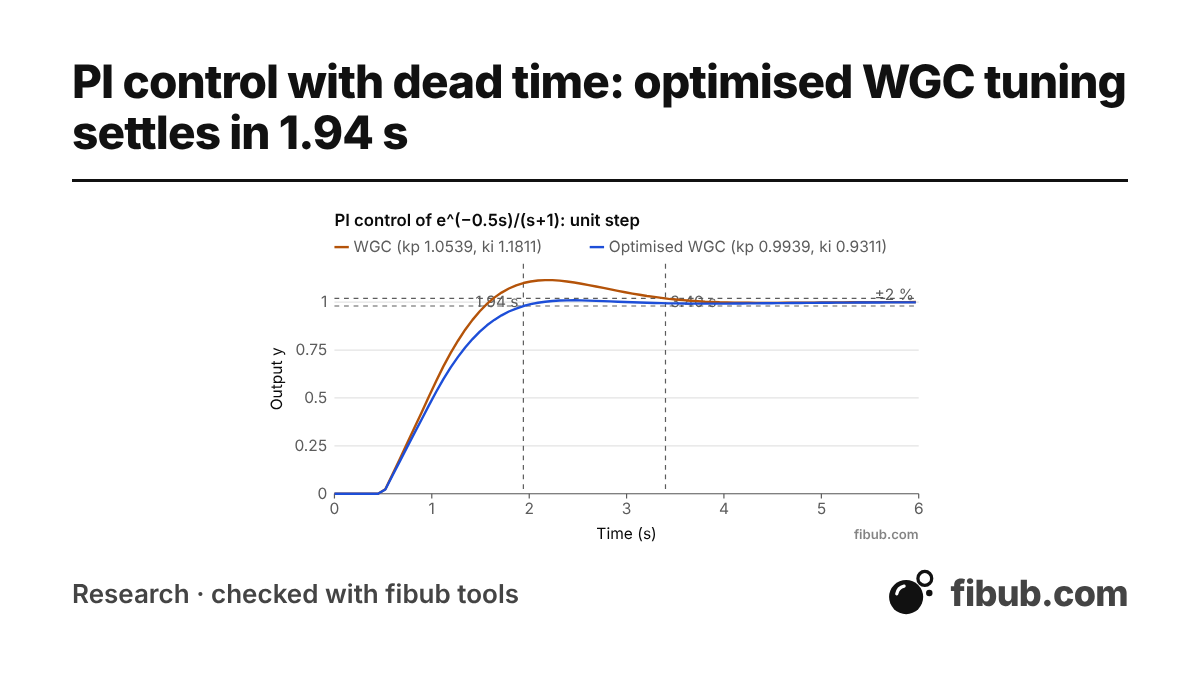 PI control with dead time: optimised WGC tuning
settles in 1.94 s
PI control of e^(−0.5s)/(s+1): unit step
WGC (kp 1.0539, ki 1.1811)
Optimised WGC (kp 0.9939, ki 0.9311)
1.94 s
3.40 s
±2 %
1
0.75
0.5
0.25
0
Output y
0 1 2 3 4 5 6
Time (s)
fibub.com
Research · checked with fibub tools
fibub.com